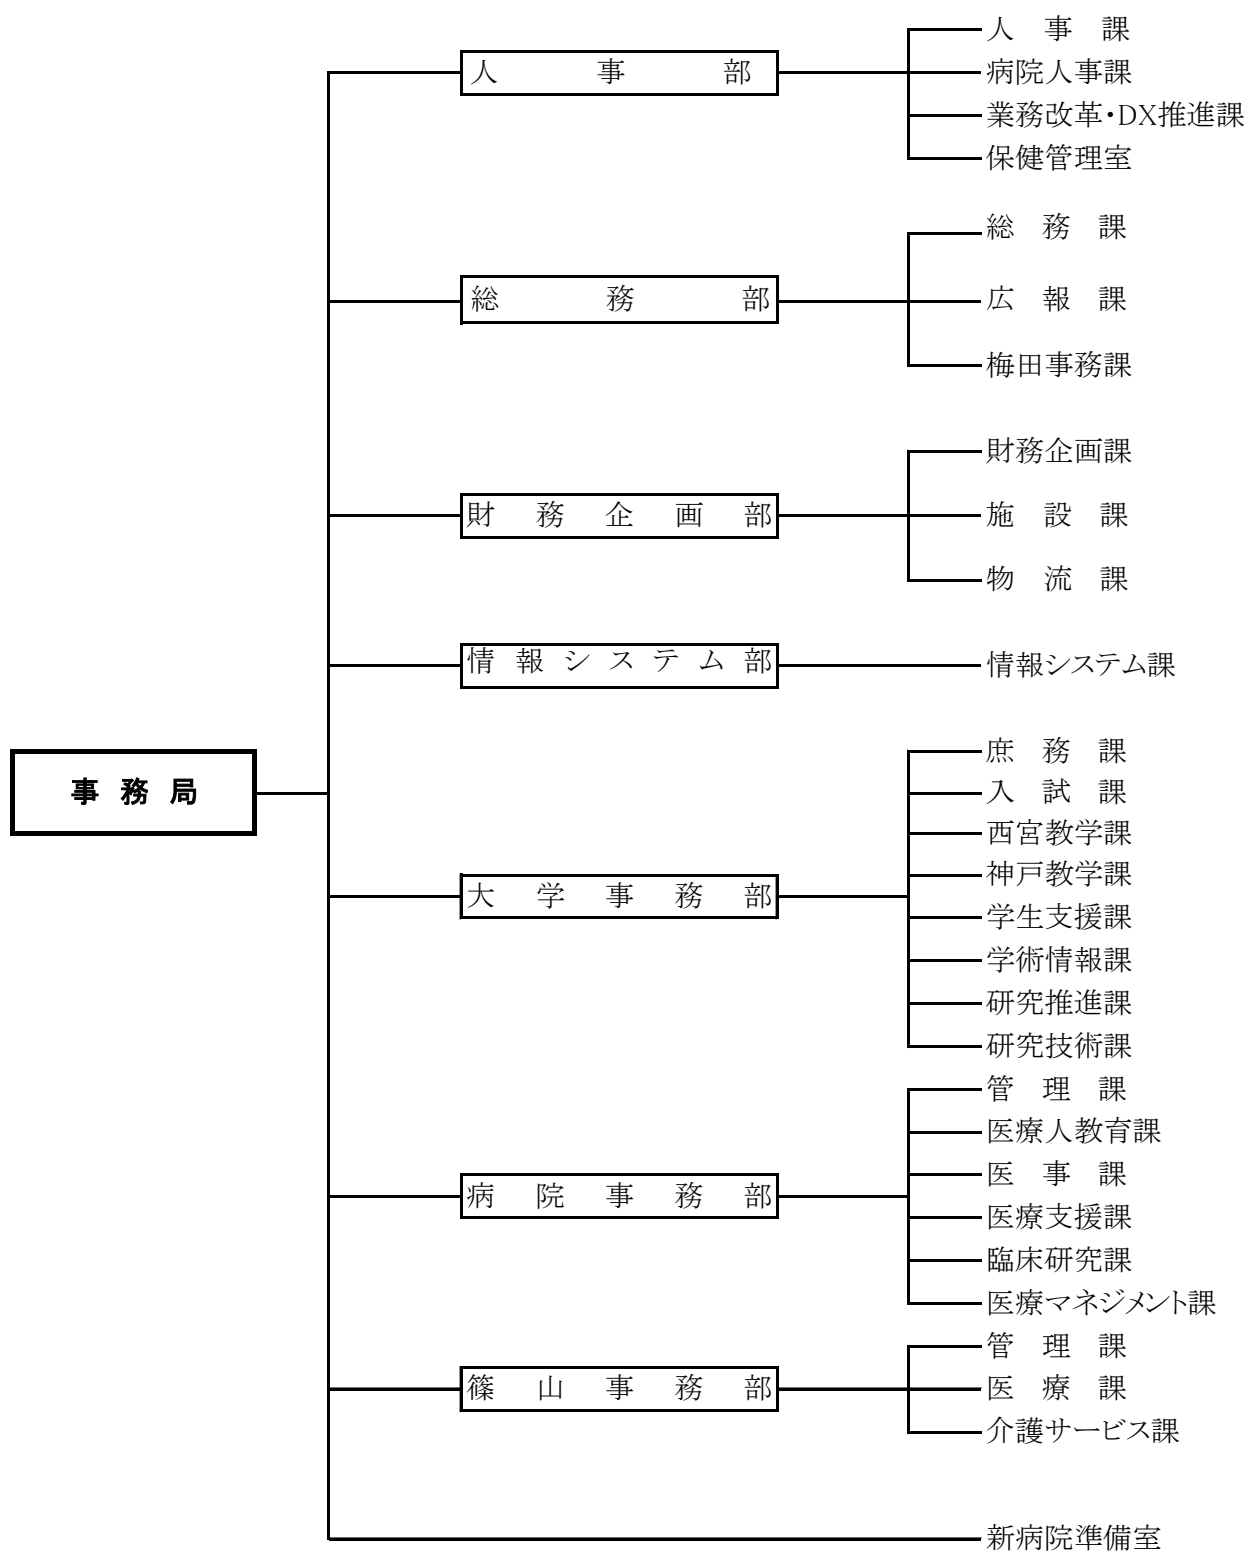 事務局
人事部
人事課
病院人事課
業務改革・DX推進課
保健管理室
総務部
総務課
広報課
梅田事務課
財務企画部
財務企画課
施設課
物流課
情報システム部
情報システム課
大学事務部
庶務課
入試課
西宮教学課
神戸教学課
学生支援課
学術情報課
研究推進課
研究技術課
病院事務部
管理課
医療人教育課
医事課
医療支援課
臨床研究課
医療マネジメント課
篠山事務部
管理課
医療課
介護サービス課
新病院準備室